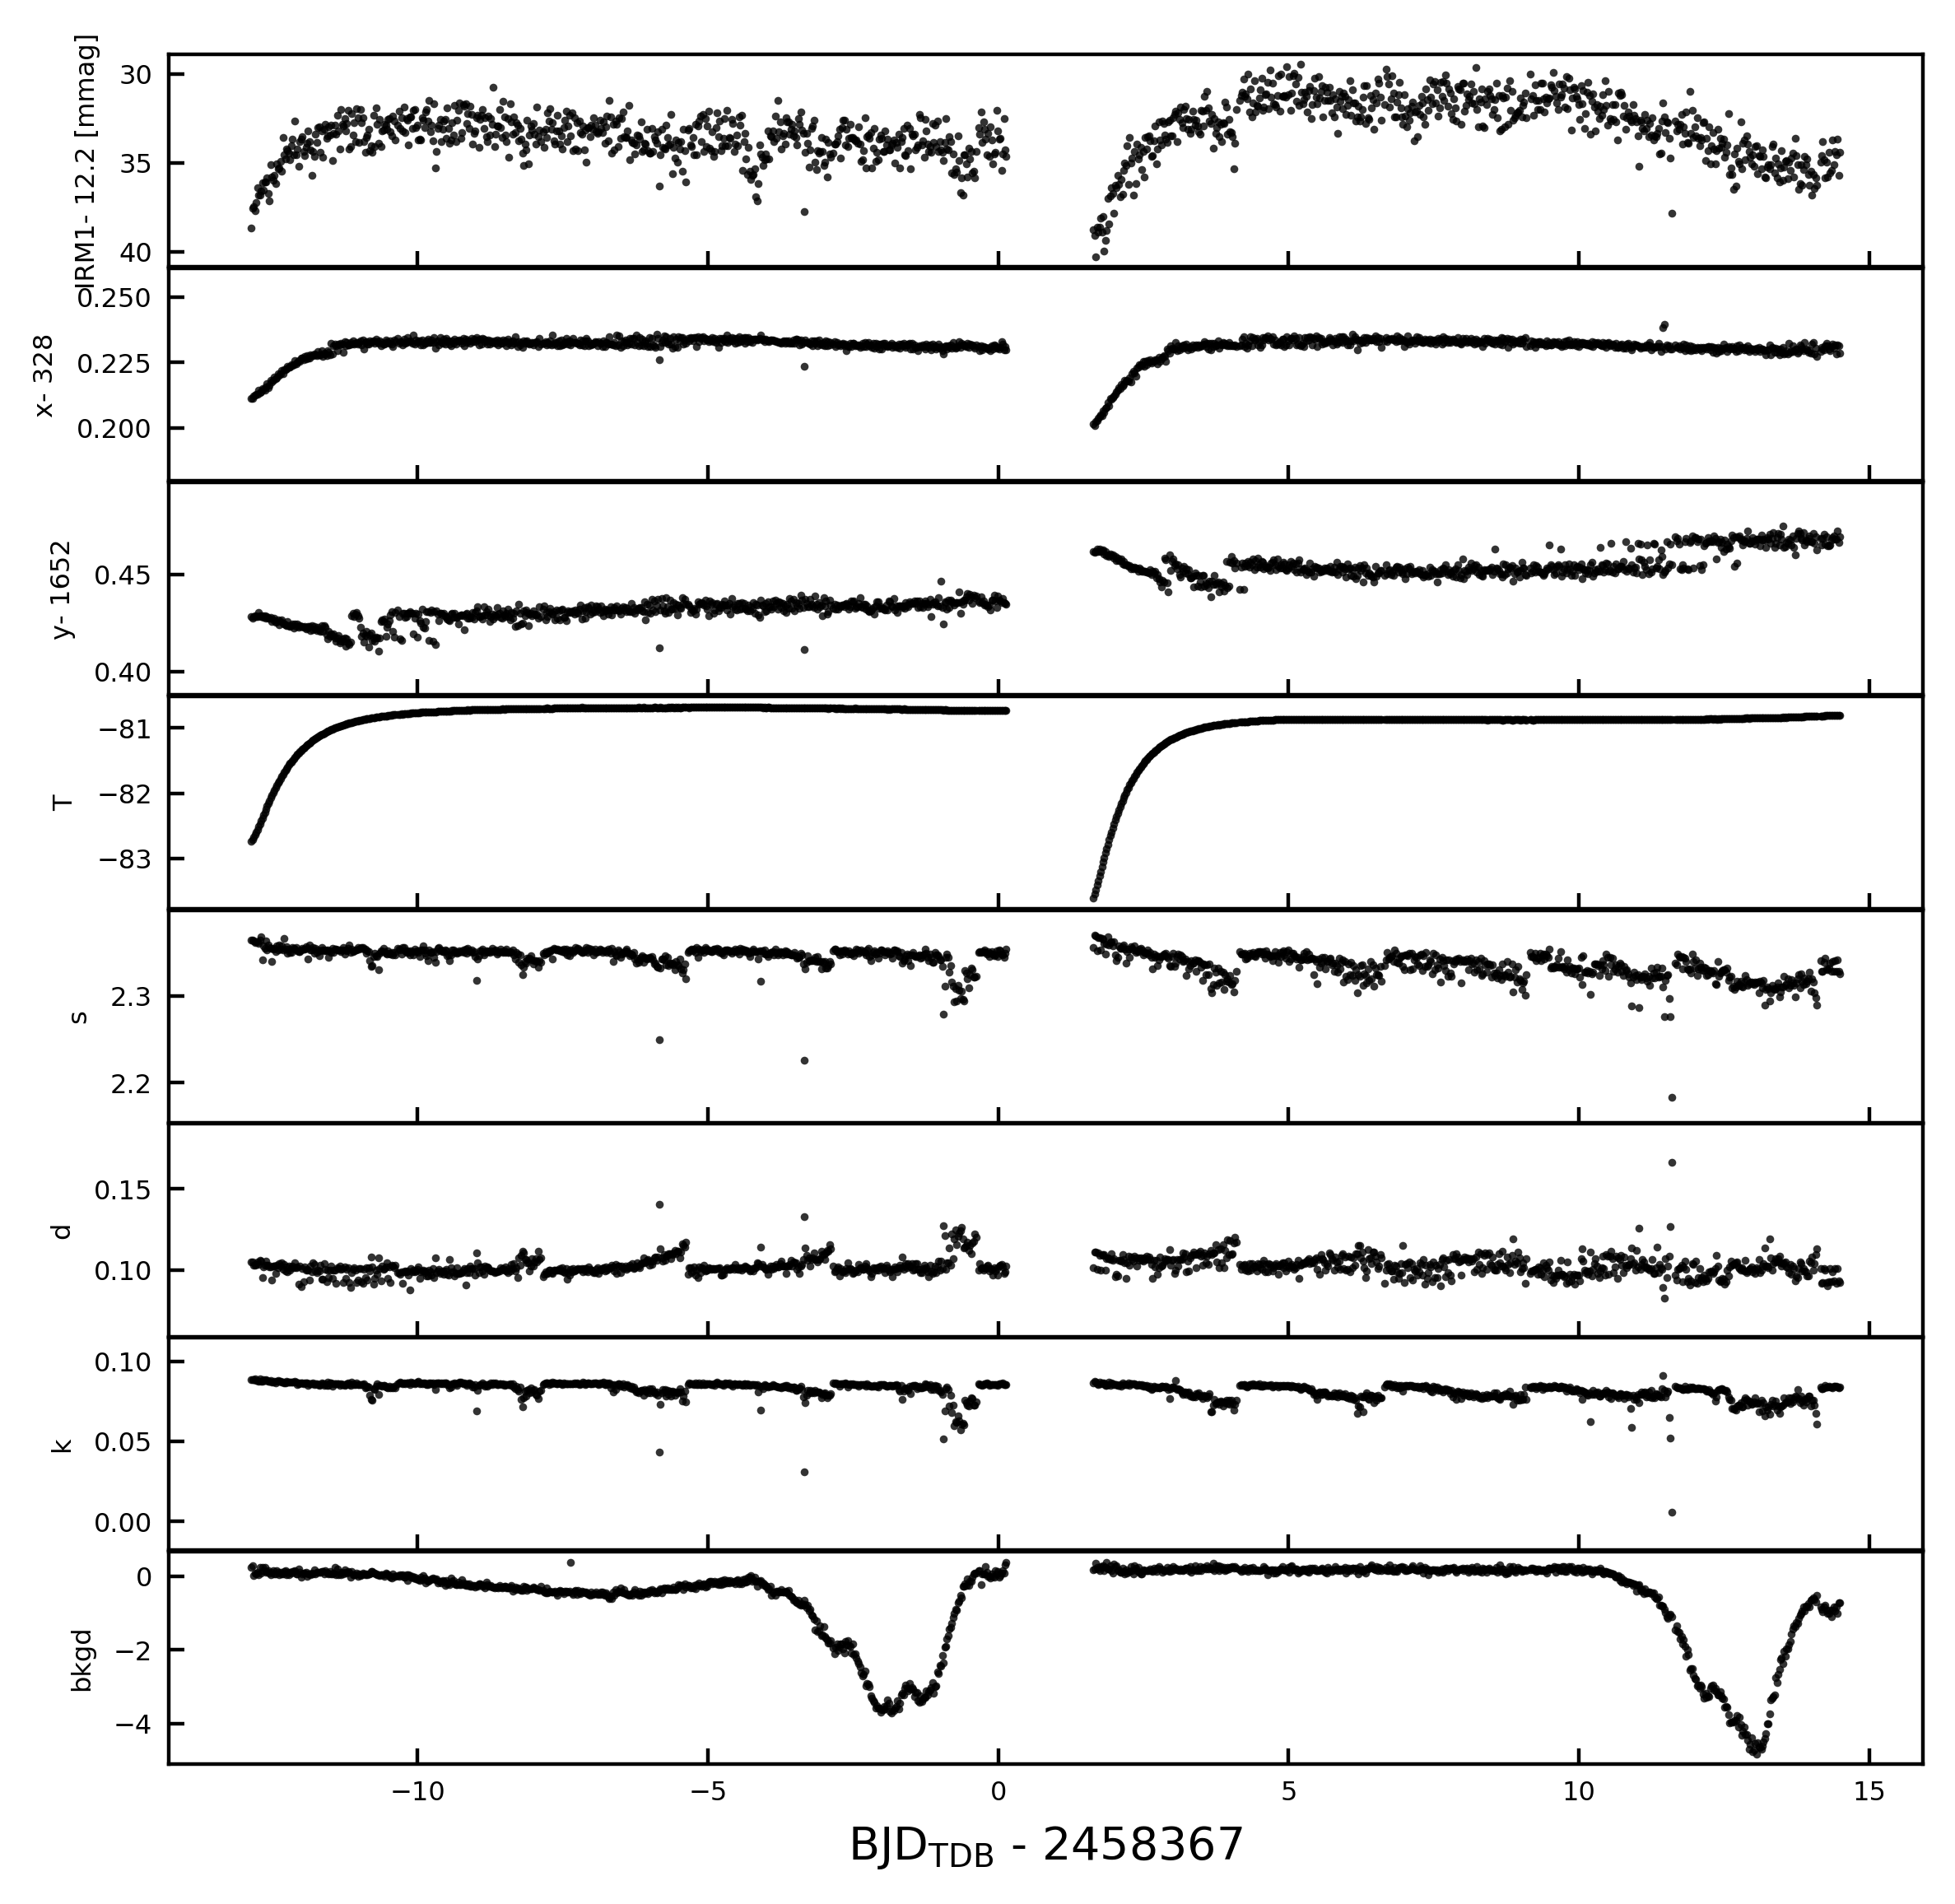 IRM1- 12.2 [mmag]
30
35
40
x- 328
0.250
0.225
0.200
y- 1652
0.45
0.40
T
−81
−82
−83
s
2.3
2.2
d
0.15
0.10
k
0.10
0.05
0.00
bkgd
0
−2
−4
−10 −5 0 5 10 15
BJD_TDB - 2458367